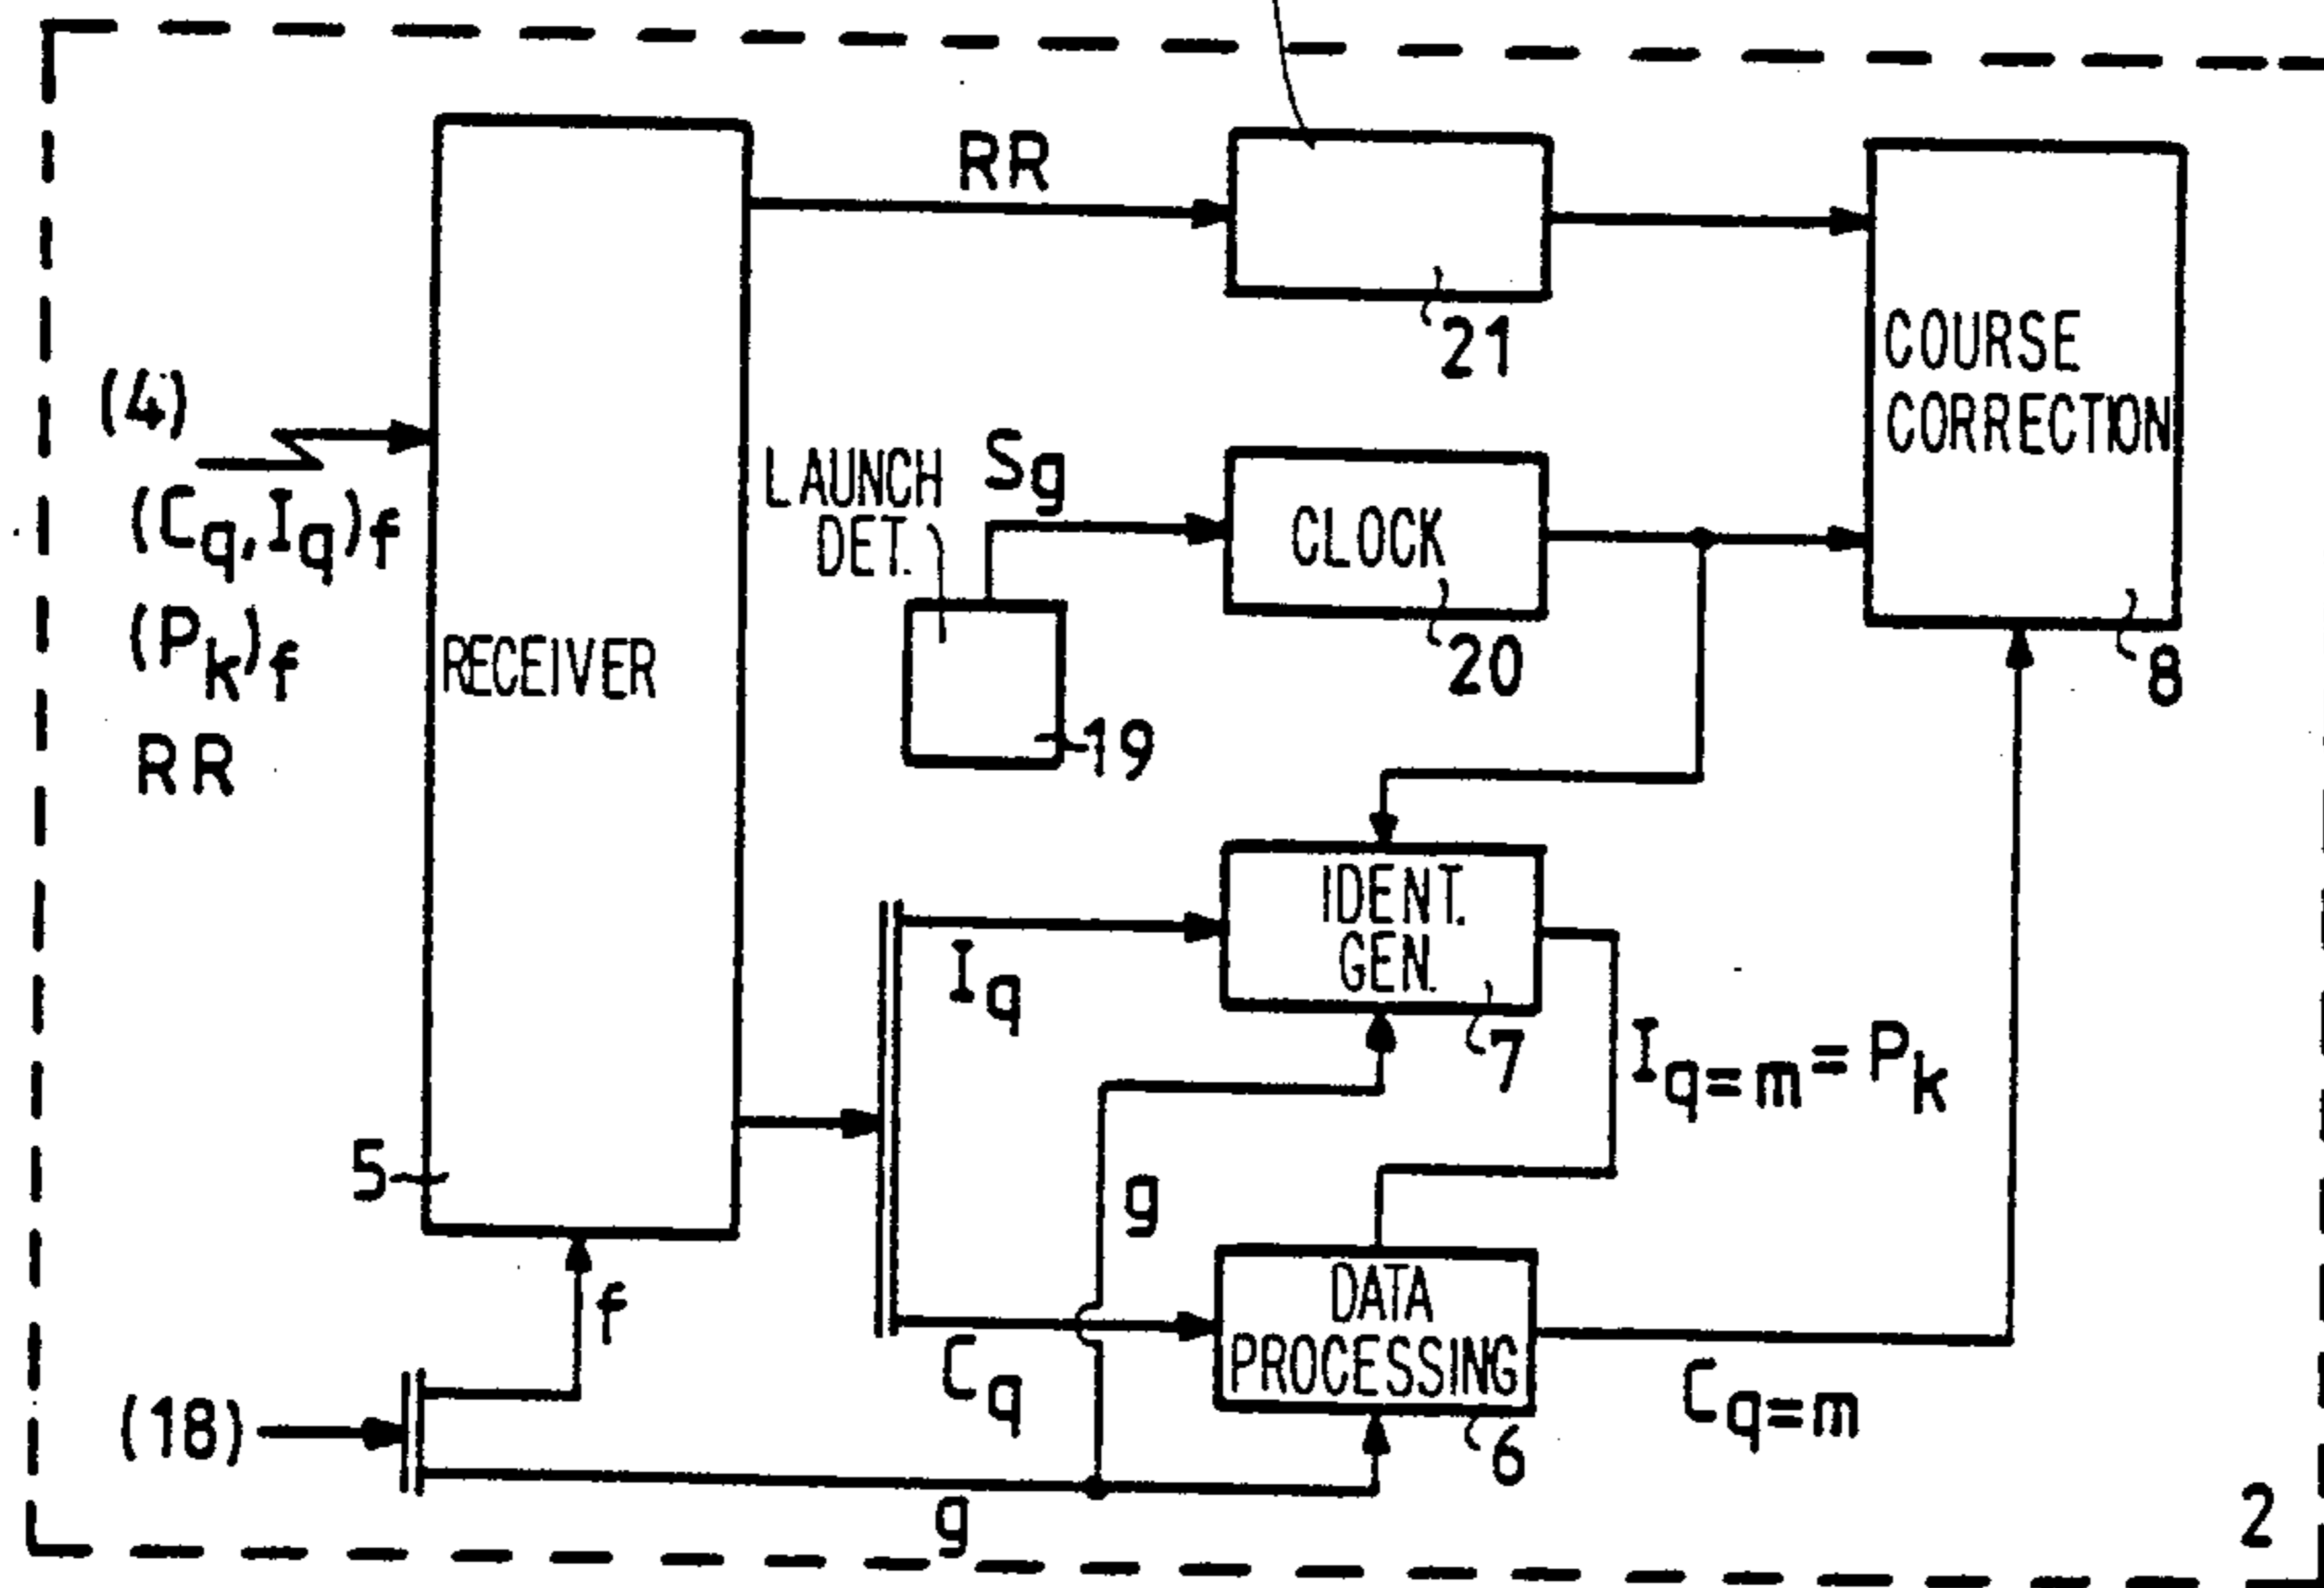 RR
21
COURSE
CORRECTION
(4)
(Cq, Iq)f
(Pk)f
RR
LAUNCH
DET.
Sg
CLOCK
20
8
RECEIVER
19
IDENT.
GEN.
7
Iq
Iq=m=Pk
5
g
f
DATA
PROCESSING
6
Cq
Cq=m
(18)
g
2